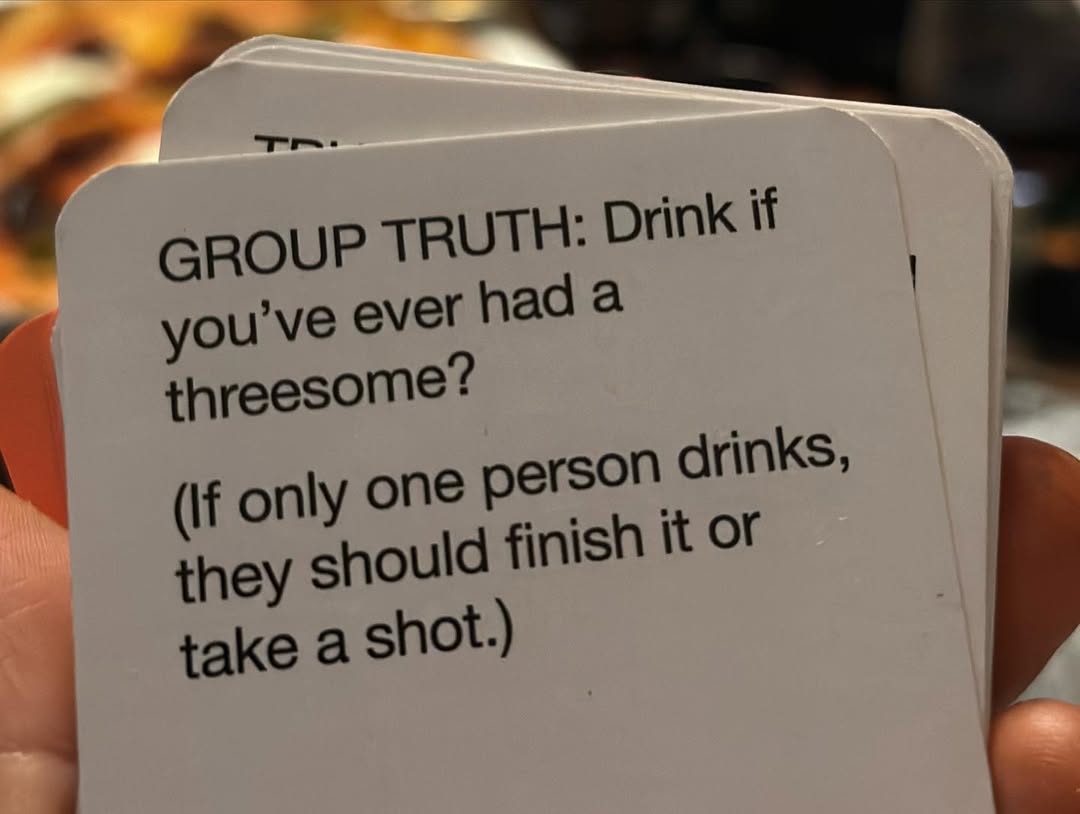 GROUP TRUTH: Drink if
you've ever had a
threesome?
(If only one person drinks,
they should finish it or
take a shot.)